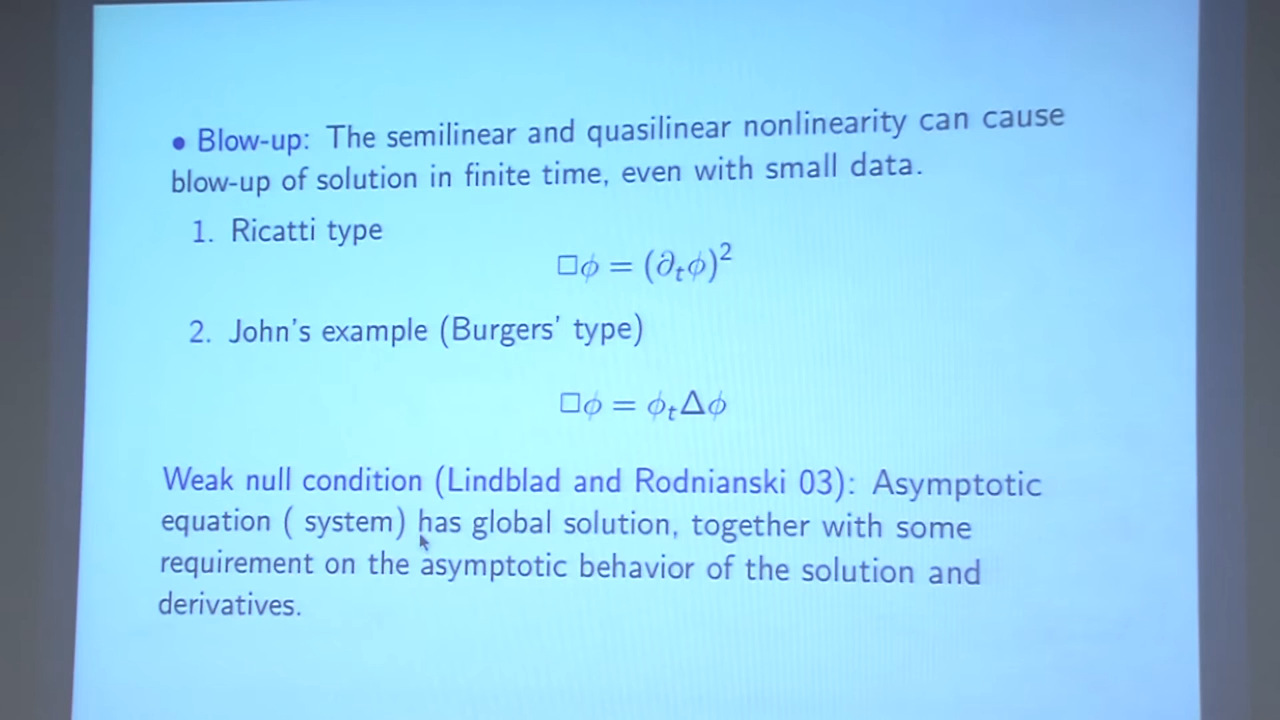 • Blow-up: The semilinear and quasilinear nonlinearity can cause
blow-up of solution in finite time, even with small data.
1. Ricatti type
□ϕ = (∂ₜϕ)²
2. John's example (Burgers' type)
□ϕ = ϕₜΔϕ
Weak null condition (Lindblad and Rodnianski 03): Asymptotic
equation ( system) has global solution, together with some
requirement on the asymptotic behavior of the solution and
derivatives.